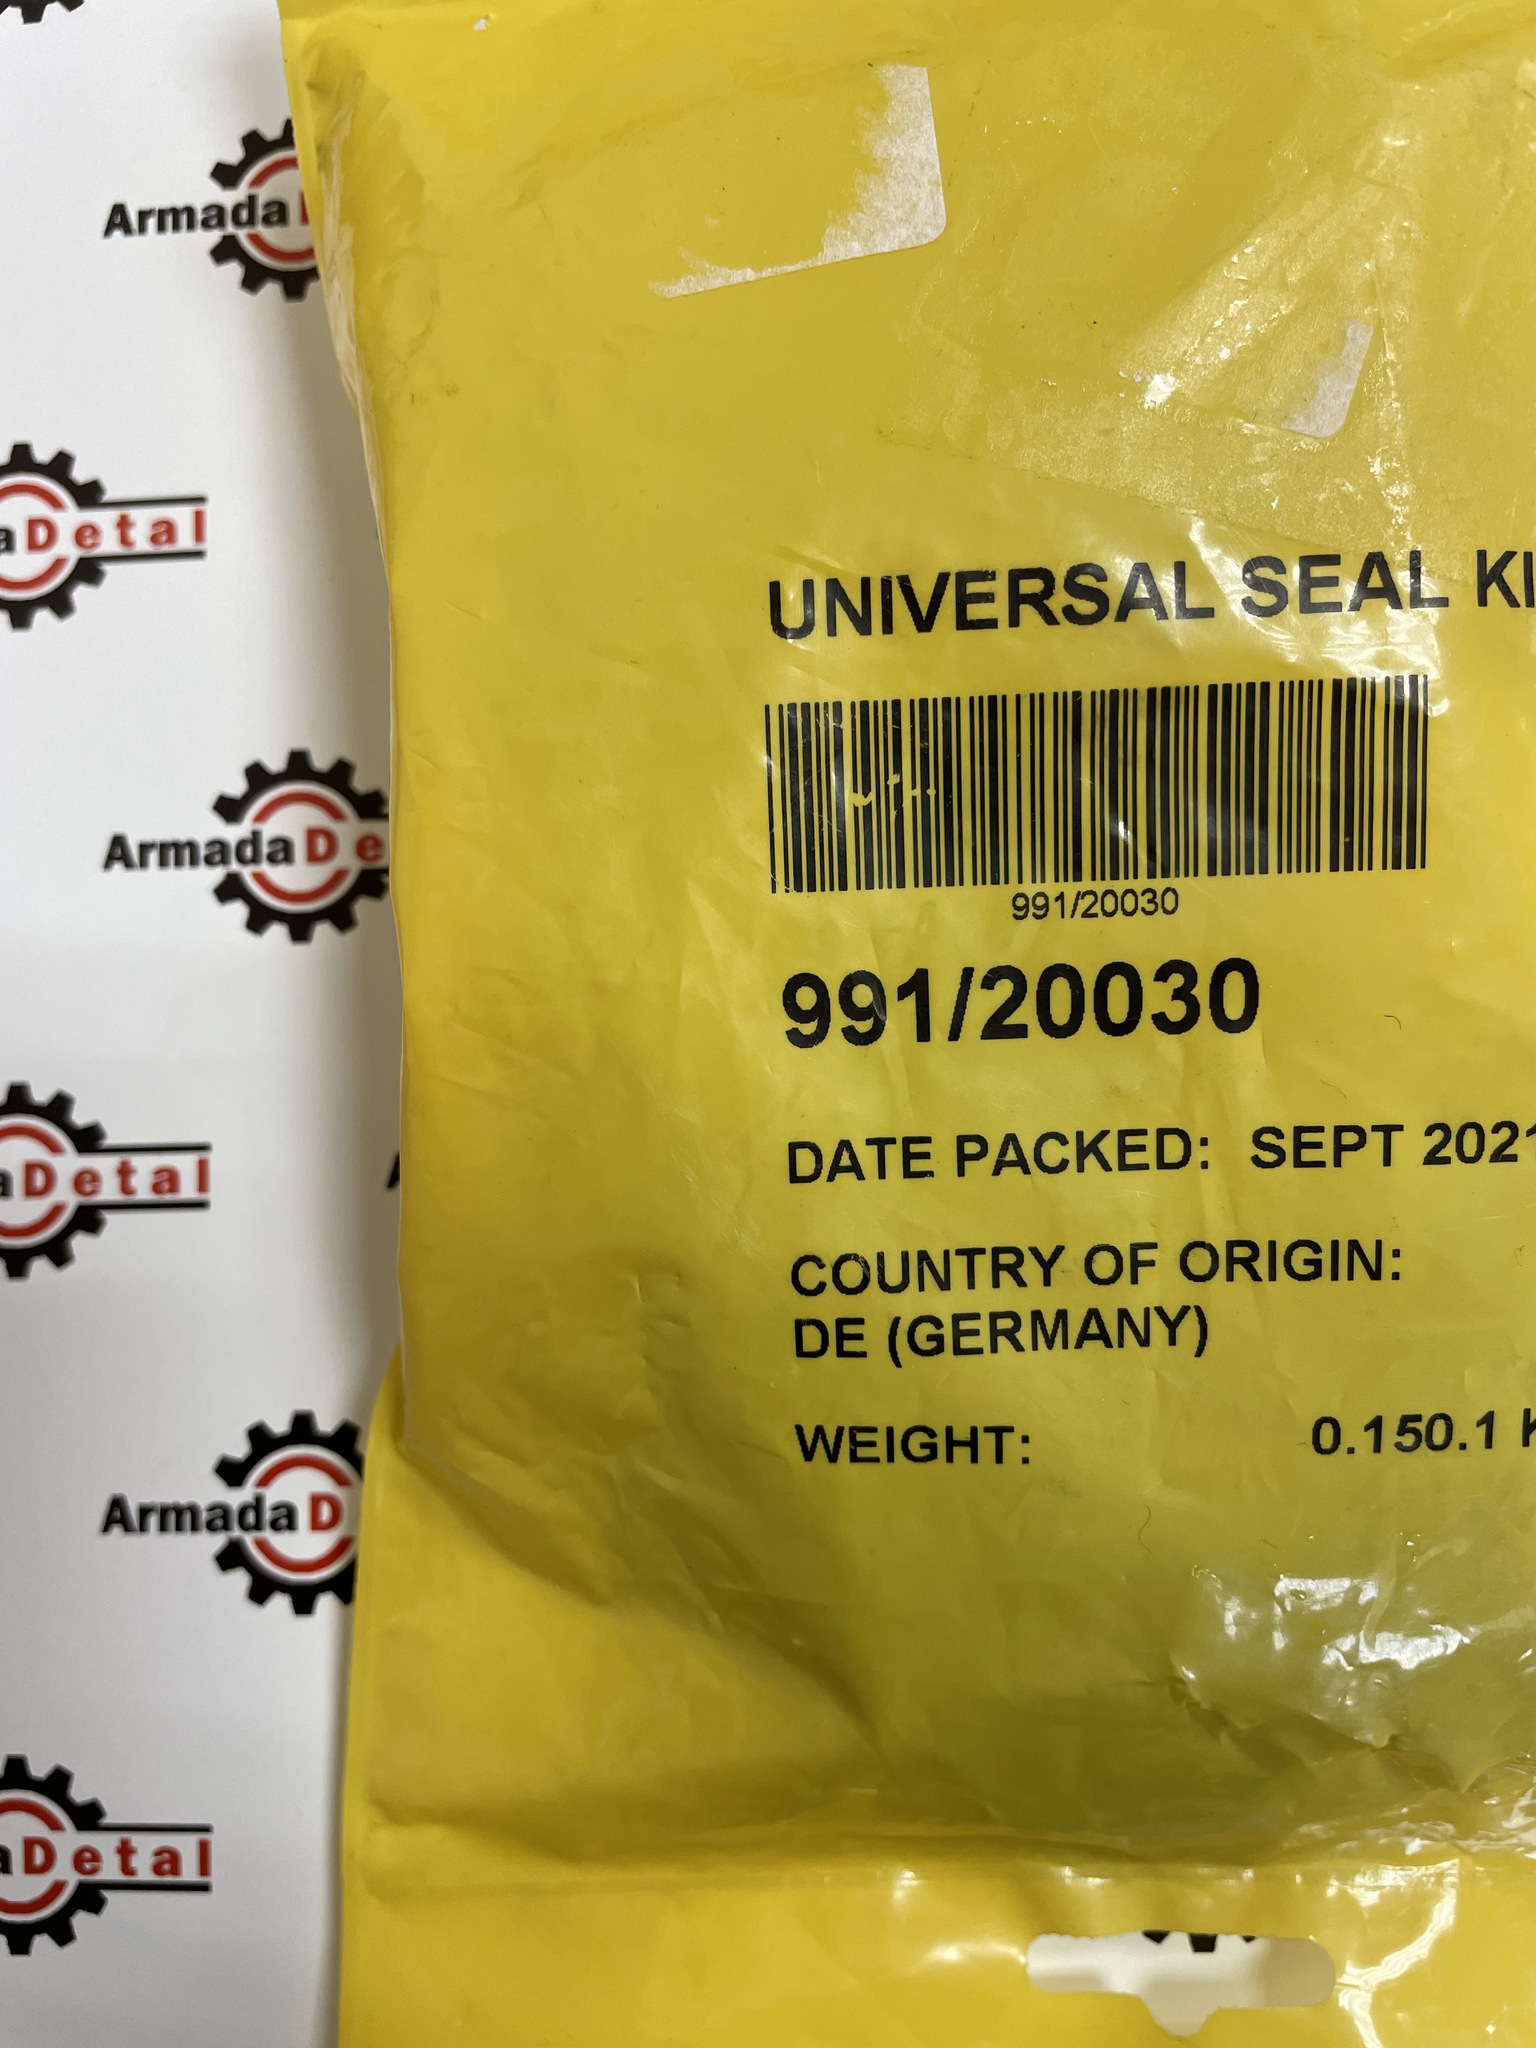 UNIVERSAL SEAL KI
991/20030
991/20030
DATE PACKED: SEPT 2021
COUNTRY OF ORIGIN:
DE (GERMANY)
WEIGHT: 0.150.1 K
Armada D
aDetal
Armada De
aDetal
Armada D
aDetal